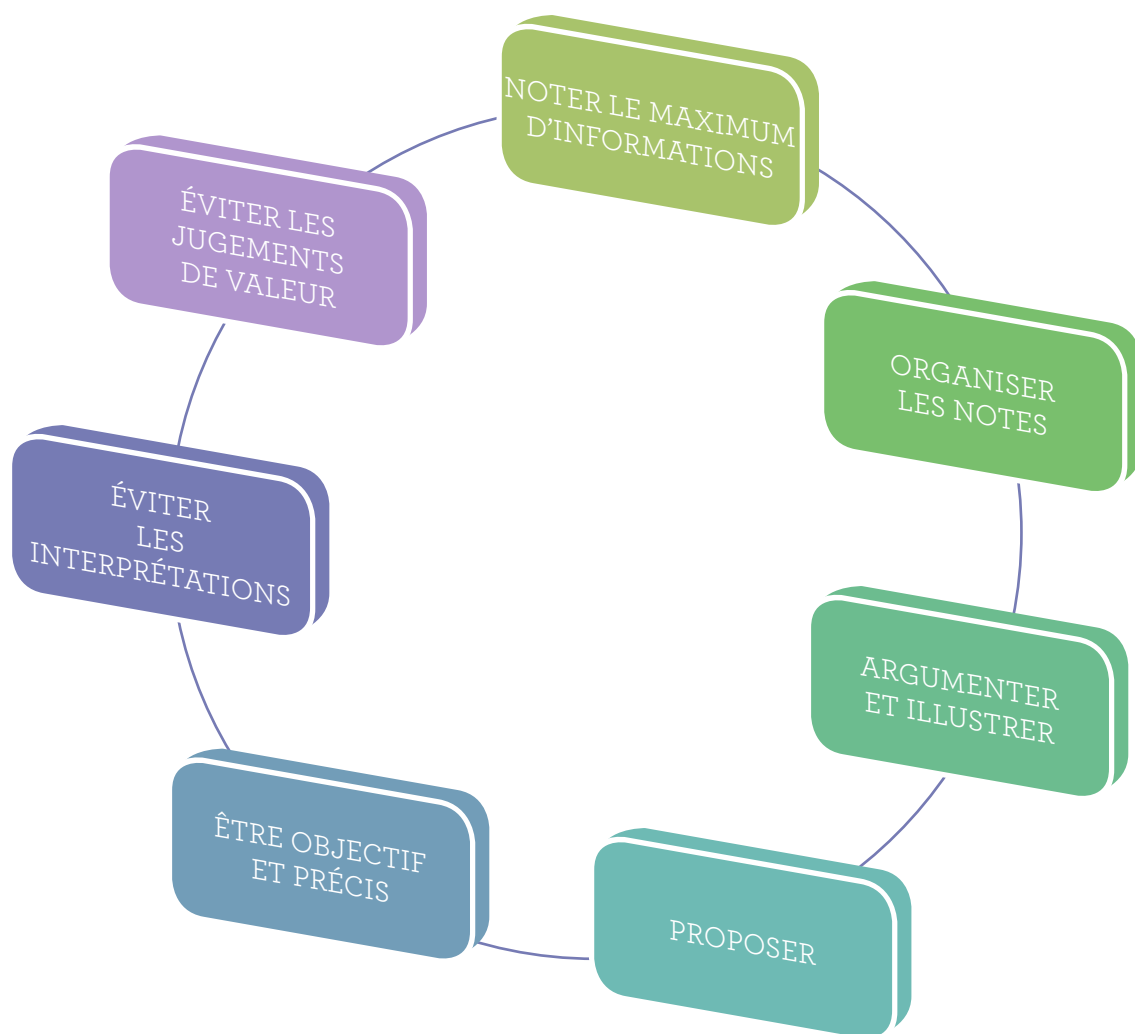 NOTER LE MAXIMUM
D’INFORMATIONS
ORGANISER
LES NOTES
ARGUMENTER
ET ILLUSTRER
PROPOSER
ÊTRE OBJECTIF
ET PRÉCIS
ÉVITER
LES
INTERPRÉTATIONS
ÉVITER LES
JUGEMENTS
DE VALEUR